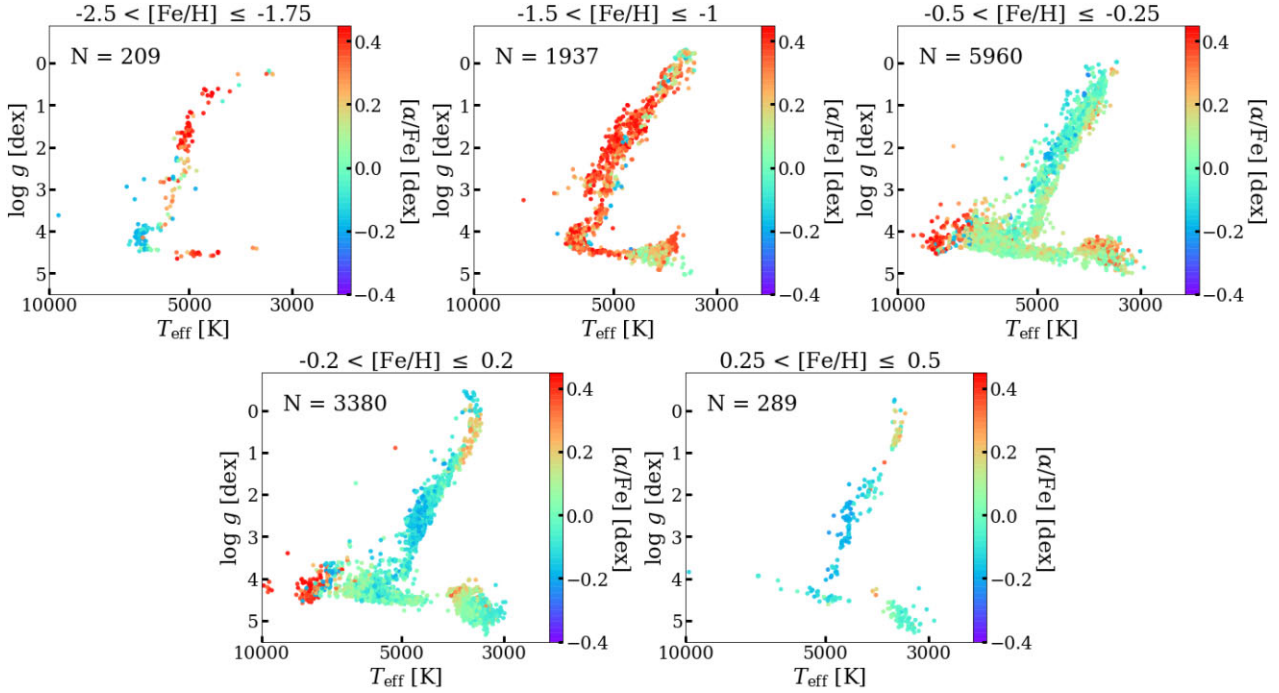 -2.5 < [Fe/H] ≤ -1.75
N = 209
0
1
2
3
4
5
log g [dex]
10000
5000
3000
T_eff [K]
0.4
0.2
0.0
−0.2
−0.4
[α/Fe] [dex]
-1.5 < [Fe/H] ≤ -1
N = 1937
0
1
2
3
4
5
log g [dex]
10000
5000
3000
T_eff [K]
0.4
0.2
0.0
−0.2
−0.4
[α/Fe] [dex]
-0.5 < [Fe/H] ≤ -0.25
N = 5960
0
1
2
3
4
5
log g [dex]
10000
5000
3000
T_eff [K]
0.4
0.2
0.0
−0.2
−0.4
[α/Fe] [dex]
-0.2 < [Fe/H] ≤ 0.2
N = 3380
0
1
2
3
4
5
log g [dex]
10000
5000
3000
T_eff [K]
0.4
0.2
0.0
−0.2
−0.4
[α/Fe] [dex]
0.25 < [Fe/H] ≤ 0.5
N = 289
0
1
2
3
4
5
log g [dex]
10000
5000
3000
T_eff [K]
0.4
0.2
0.0
−0.2
−0.4
[α/Fe] [dex]